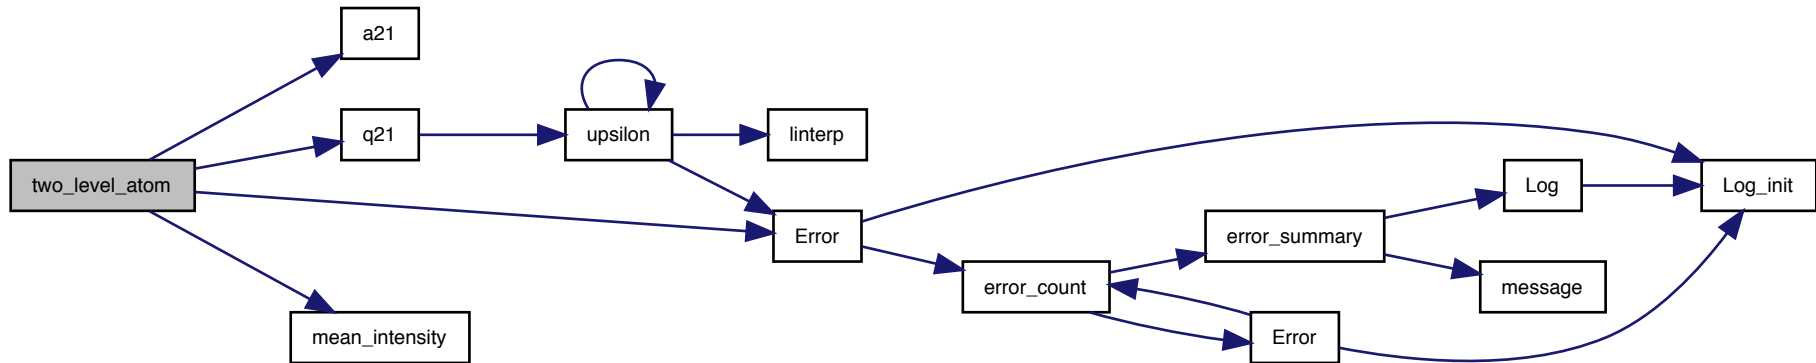 a21
q21
upsilon
linterp
two_level_atom
Log
Log_init
Error
error_summary
error_count
message
mean_intensity
Error